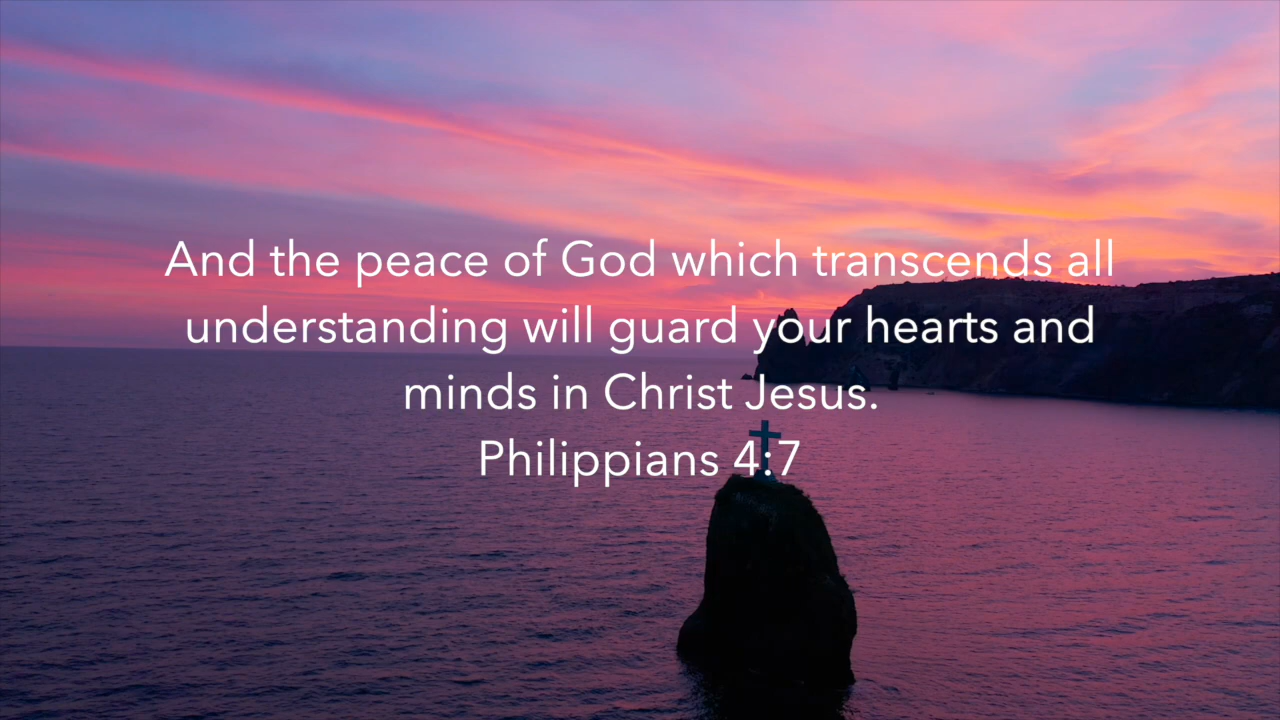 And the peace of God which transcends all
understanding will guard your hearts and
minds in Christ Jesus.
Philippians 4:7